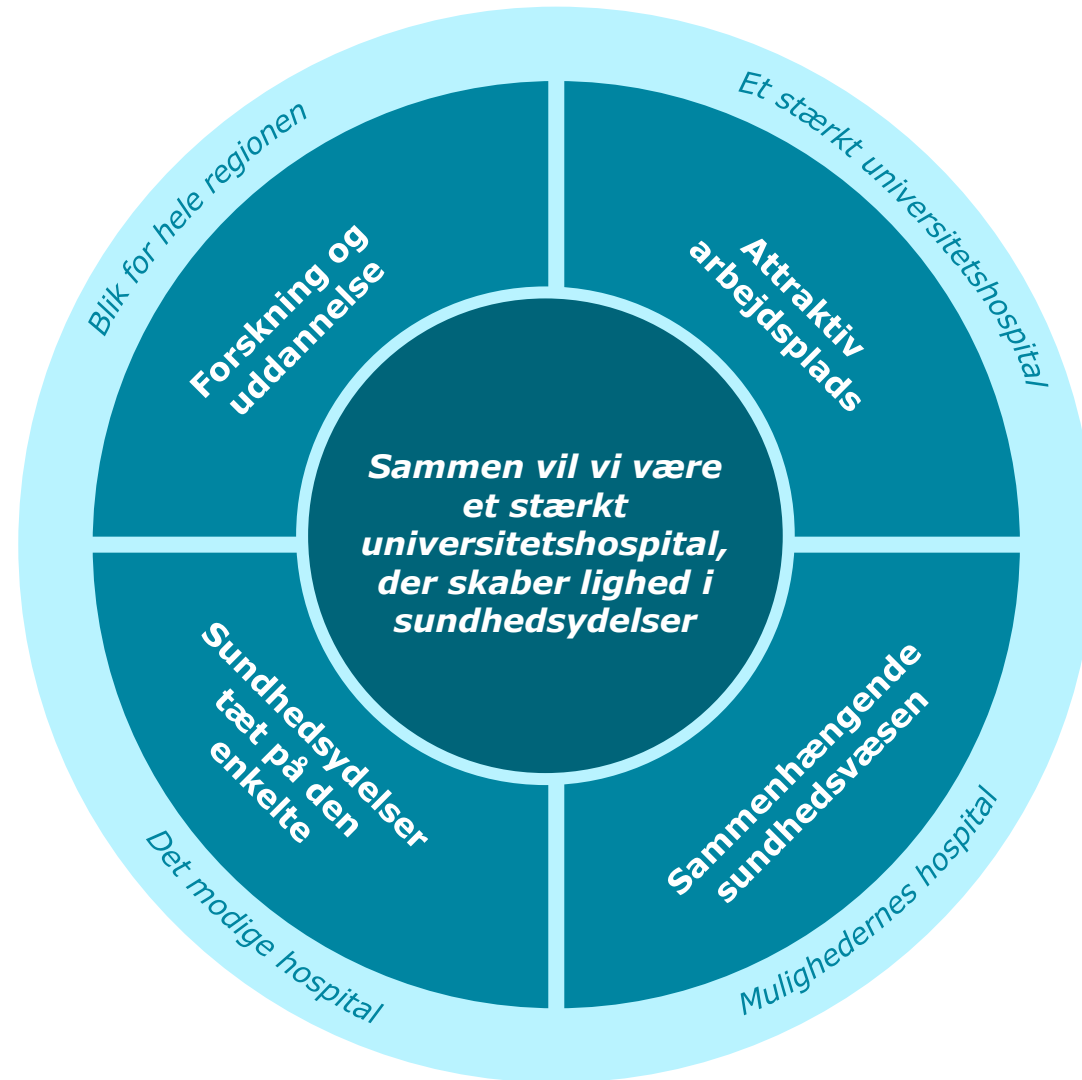 Blik for hele regionen
Et stærkt universitetshospital
Forskning og
uddannelse
Attraktiv
arbejdsplads
Sammen vil vi være
et stærkt
universitetshospital,
der skaber lighed i
sundhedsydelser
Sundhedsydelser
tæt på den
enkelte
Sammenhængende
sundhedsvæsen
Det modige hospital
Mulighedernes hospital